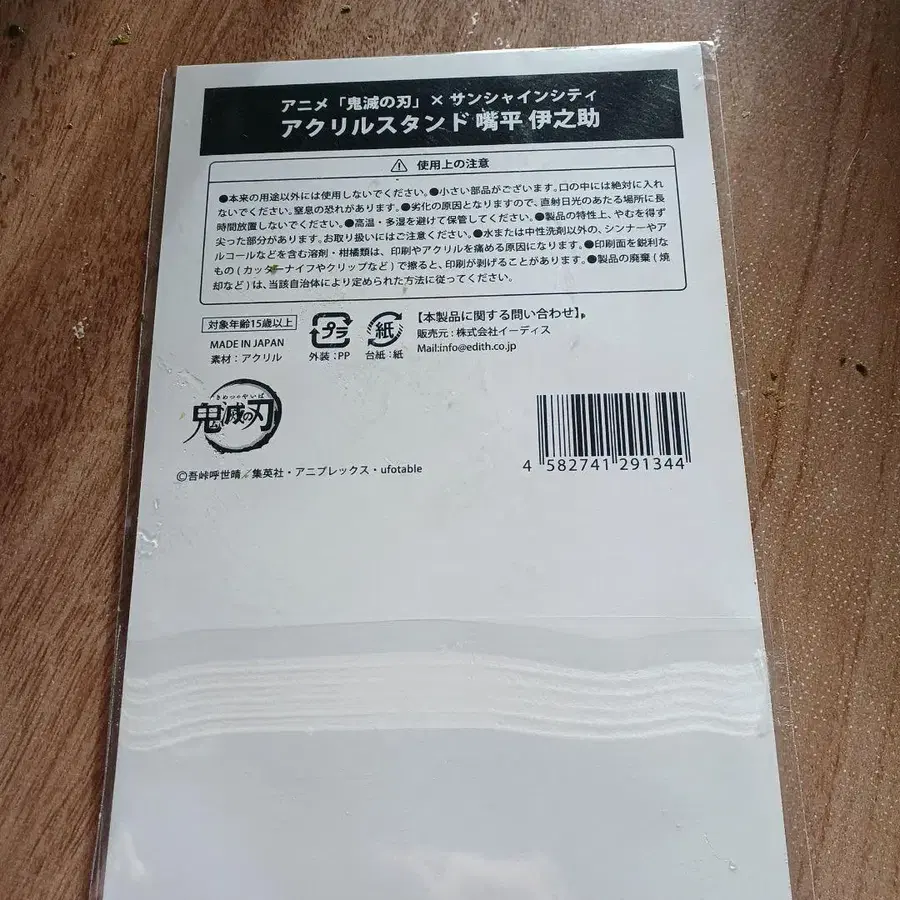 アニメ「鬼滅の刃」× サンシャインシティ
アクリルスタンド 嘴平 伊之助
使用上の注意
●本来の用途以外には使用しないでください。●小さい部品がございます。口の中には絶対に入れ
ないでください。窒息の恐れがあります。●劣化の原因となりますので、直射日光のあたる場所に長
時間放置しないでください。●高温・多湿を避けて保管してください。●製品の特性上、やむを得ず
尖った部分があります。お取り扱いにはご注意ください。●水または中性洗剤以外の、シンナーやア
ルコールなどを含む溶剤・柑橘類は、印刷やアクリルを痛める原因になります。●印刷面を鋭利な
もの(カッターナイフやクリップなど)で擦ると、印刷が剥げることがあります。●製品の廃棄(焼
却など)は、当該自治体により定められた方法に従ってください。
対象年齢15歳以上
MADE IN JAPAN
素材:アクリル
プラ
外装:PP
紙
台紙:紙
【本製品に関する問い合わせ】
販売元:株式会社イーディス
Mail:info@edith.co.jp
きめつのやいば
鬼滅の刃
©吾峠呼世晴/集英社・アニプレックス・ufotable
4 582741 291344